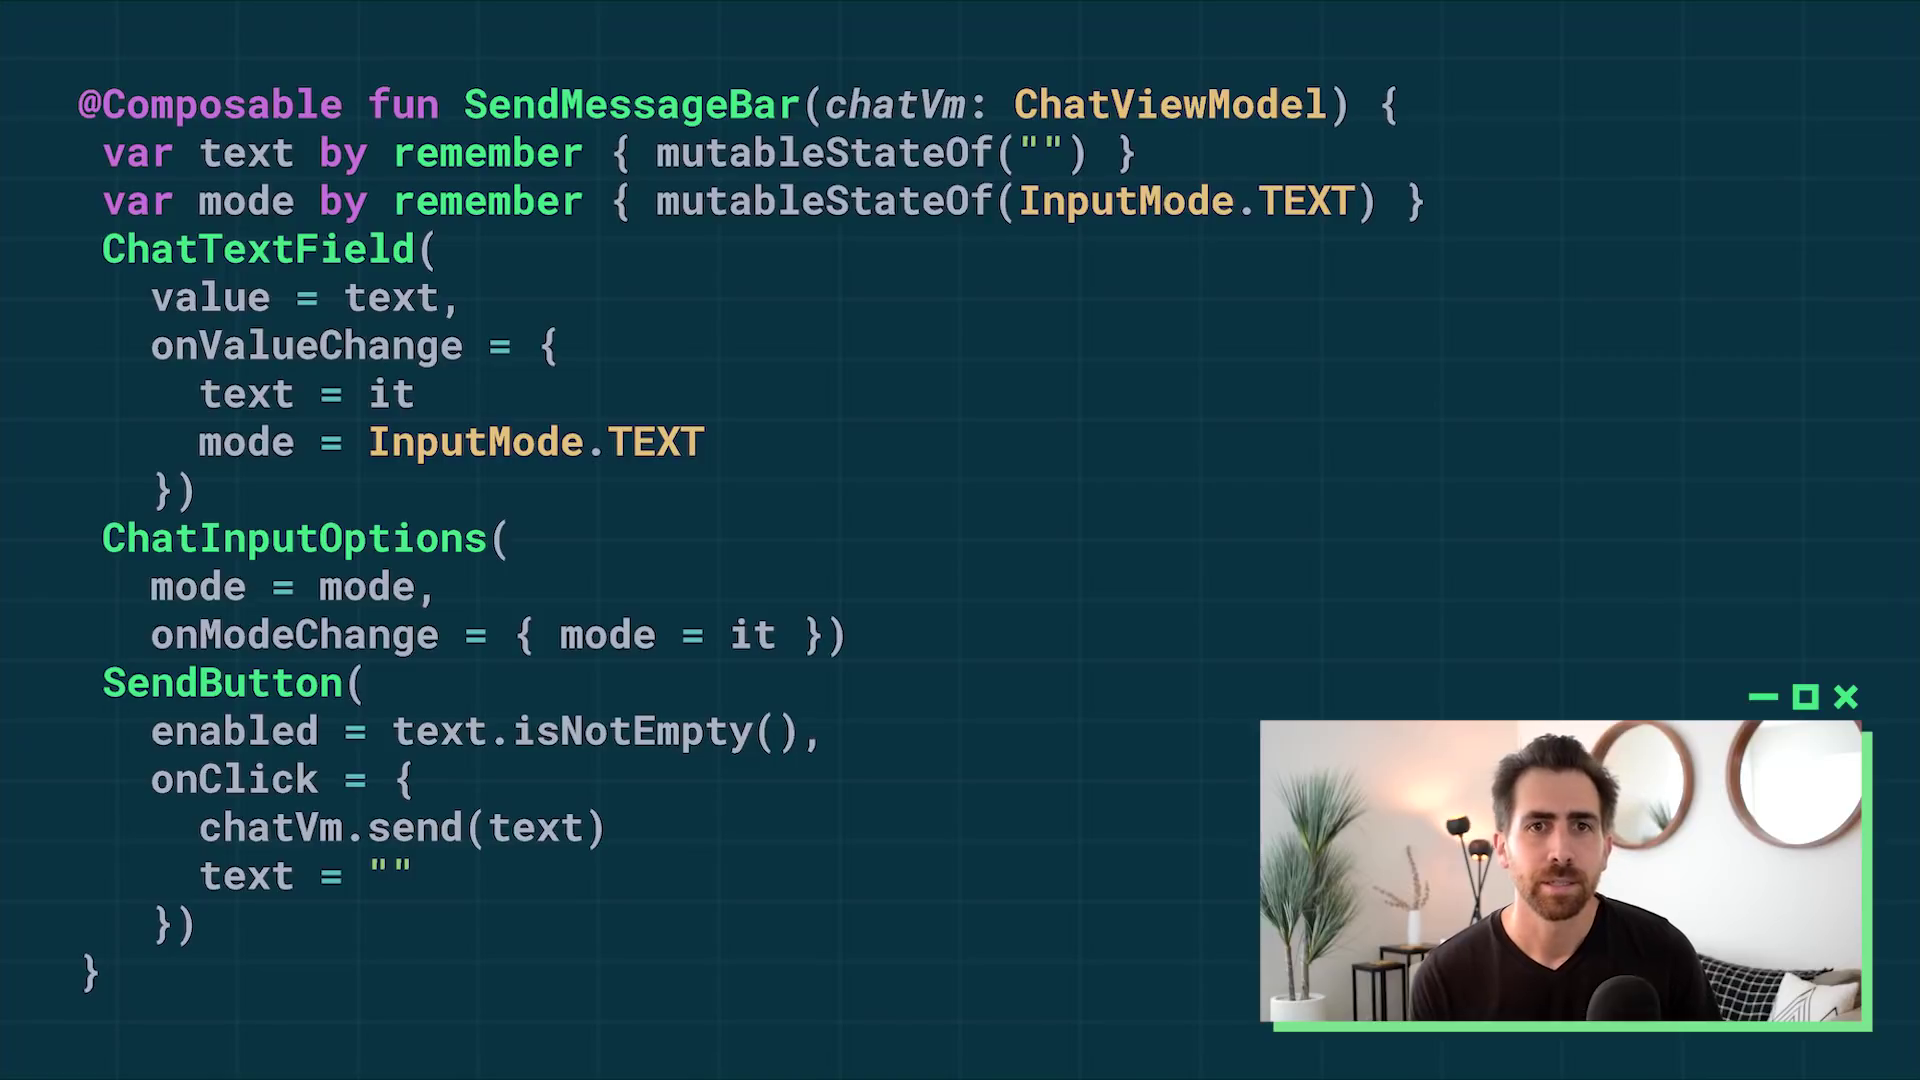 @Composable fun SendMessageBar(chatVm: ChatViewModel) {
var text by remember { mutableStateOf("") }
var mode by remember { mutableStateOf(InputMode.TEXT) }
ChatTextField(
value = text,
onValueChange = {
text = it
mode = InputMode.TEXT
})
ChatInputOptions(
mode = mode,
onModeChange = { mode = it })
SendButton(
enabled = text.isNotEmpty(),
onClick = {
chatVm.send(text)
text = ""
})
}